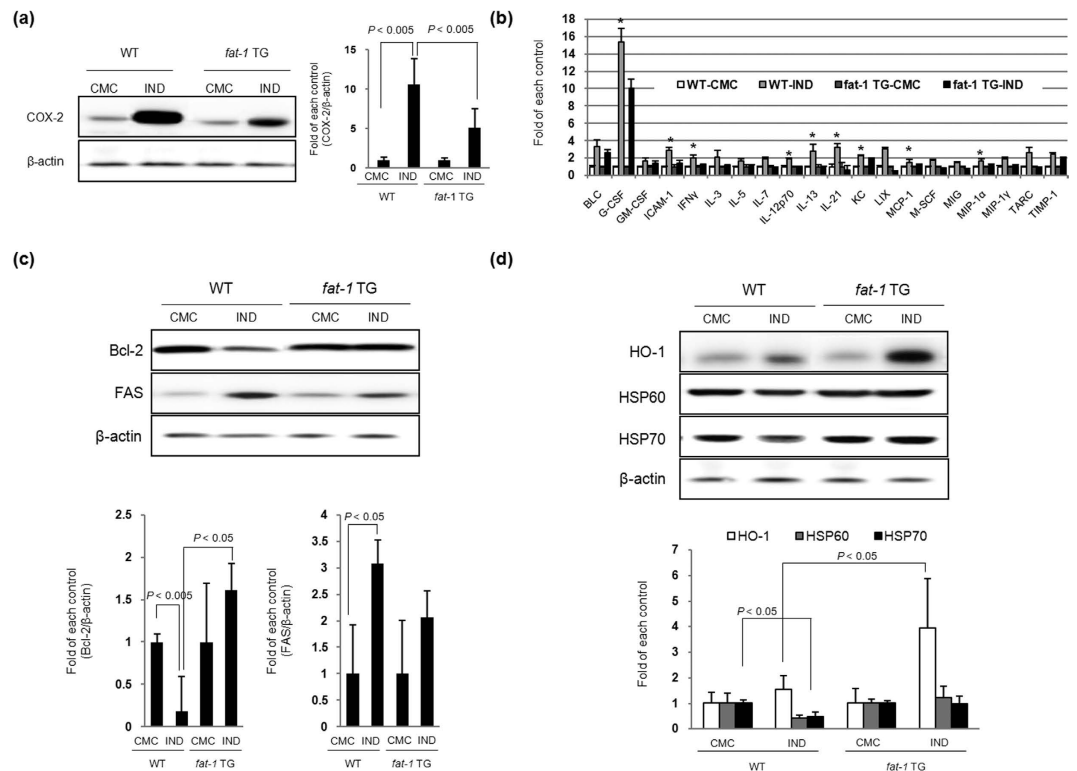 (a)
WT
fat-1 TG
CMC
IND
CMC
IND
COX-2
β-actin
P < 0.005
P < 0.005
Fold of each control
(COX-2/β-actin)
15
10
5
0
CMC
IND
CMC
IND
WT
fat-1 TG
(b)
Fold of each control
18
16
14
12
10
8
6
4
2
0
WT-CMC
WT-IND
fat-1 TG-CMC
fat-1 TG-IND
*
*
*
*
*
*
*
*
*
BLC
G-CSF
GM-CSF
ICAM-1
IFNγ
IL-3
IL-5
IL-7
IL-12p70
IL-13
IL-21
KC
LIX
MCP-1
M-SCF
MIG
MIP-1α
MIP-1γ
TARC
TIMP-1
(c)
WT
fat-1 TG
CMC
IND
CMC
IND
Bcl-2
FAS
β-actin
Fold of each control
(Bcl-2/β-actin)
2.5
2
1.5
1
0.5
0
P < 0.05
P < 0.005
CMC
IND
CMC
IND
WT
fat-1 TG
Fold of each control
(FAS/β-actin)
4
3.5
3
2.5
2
1.5
1
0.5
0
P < 0.05
CMC
IND
CMC
IND
WT
fat-1 TG
(d)
WT
fat-1 TG
CMC
IND
CMC
IND
HO-1
HSP60
HSP70
β-actin
HO-1
HSP60
HSP70
Fold of each control
7
6
5
4
3
2
1
0
P < 0.05
P < 0.05
CMC
IND
CMC
IND
WT
fat-1 TG